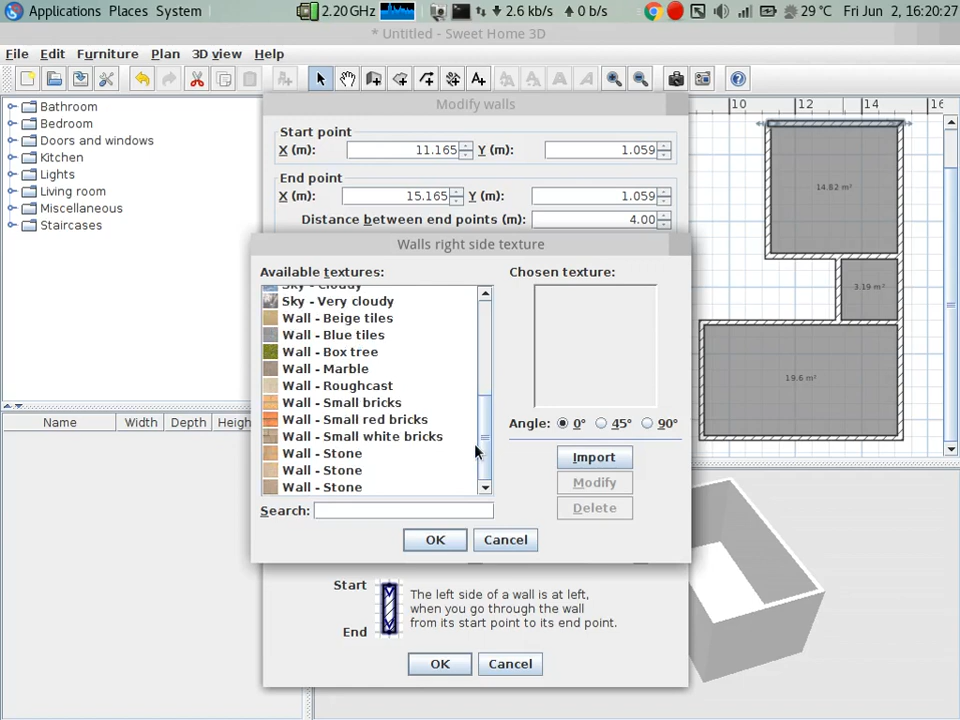 Applications Places System 2.20 GHz 2.6 kb/s 0 b/s 29 °C Fri Jun 2, 16:20:27
* Untitled - Sweet Home 3D
File Edit Furniture Plan 3D view Help
Bathroom
Bedroom
Doors and windows
Kitchen
Lights
Living room
Miscellaneous
Staircases
Name Width Depth Heigh
Modify walls
Start point
X (m): 11.165 Y (m): 1.059
End point
X (m): 15.165 Y (m): 1.059
Distance between end points (m): 4.00
Walls right side texture
Available textures:
Sky - Cloudy
Sky - Very cloudy
Wall - Beige tiles
Wall - Blue tiles
Wall - Box tree
Wall - Marble
Wall - Roughcast
Wall - Small bricks
Wall - Small red bricks
Wall - Small white bricks
Wall - Stone
Wall - Stone
Wall - Stone
Search:
Chosen texture:
Angle: 0° 45° 90°
Import
Modify
Delete
OK Cancel
Start
End
The left side of a wall is at left,
when you go through the wall
from its start point to its end point.
OK Cancel
10 12 14 16
14.82 m²
3.19 m²
19.6 m²